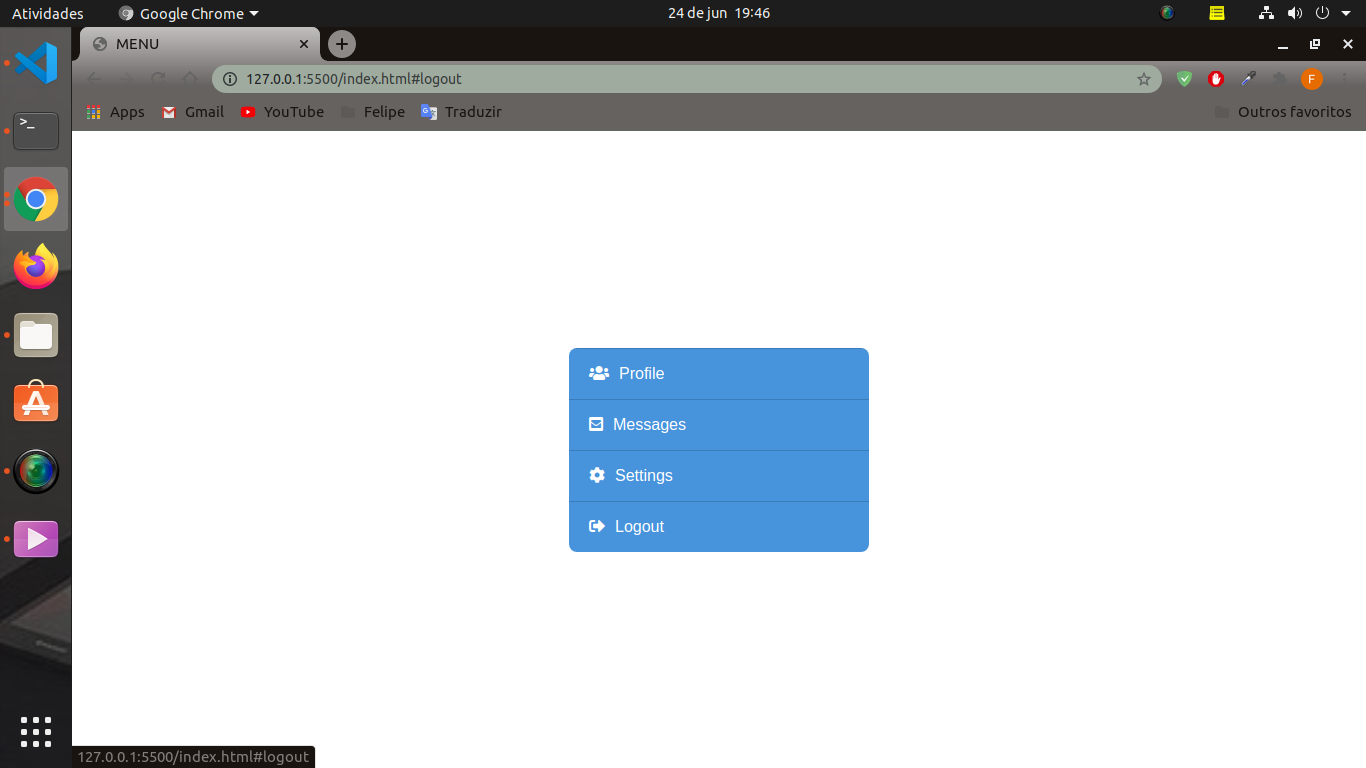 Atividades Google Chrome 24 de jun 19:46
MENU
127.0.0.1:5500/index.html#logout F
Apps Gmail YouTube Felipe Traduzir Outros favoritos
>_
Profile
Messages
Settings
Logout
127.0.0.1:5500/index.html#logout